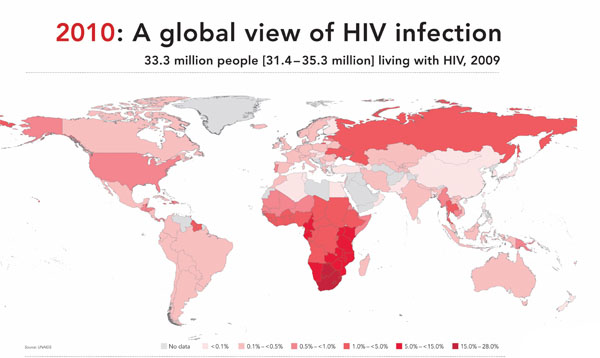 2010: A global view of HIV infection
33.3 million people [31.4–35.3 million] living with HIV, 2009
Source: UNAIDS
No data <0.1% 0.1%–<0.5% 0.5%–<1.0% 1.0%–<5.0% 5.0%–<15.0% 15.0%–28.0%